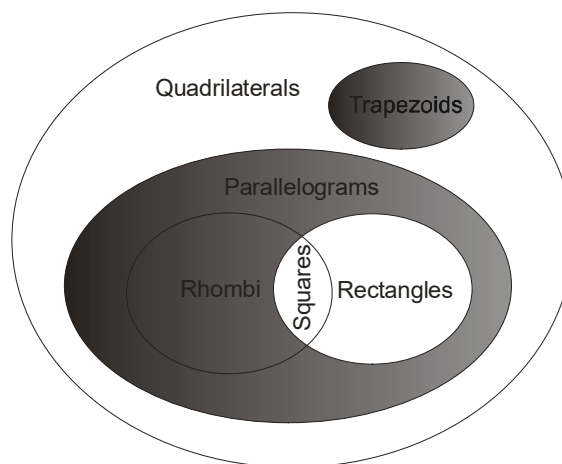 Quadrilaterals
Trapezoids
Parallelograms
Rhombi
Squares
Rectangles